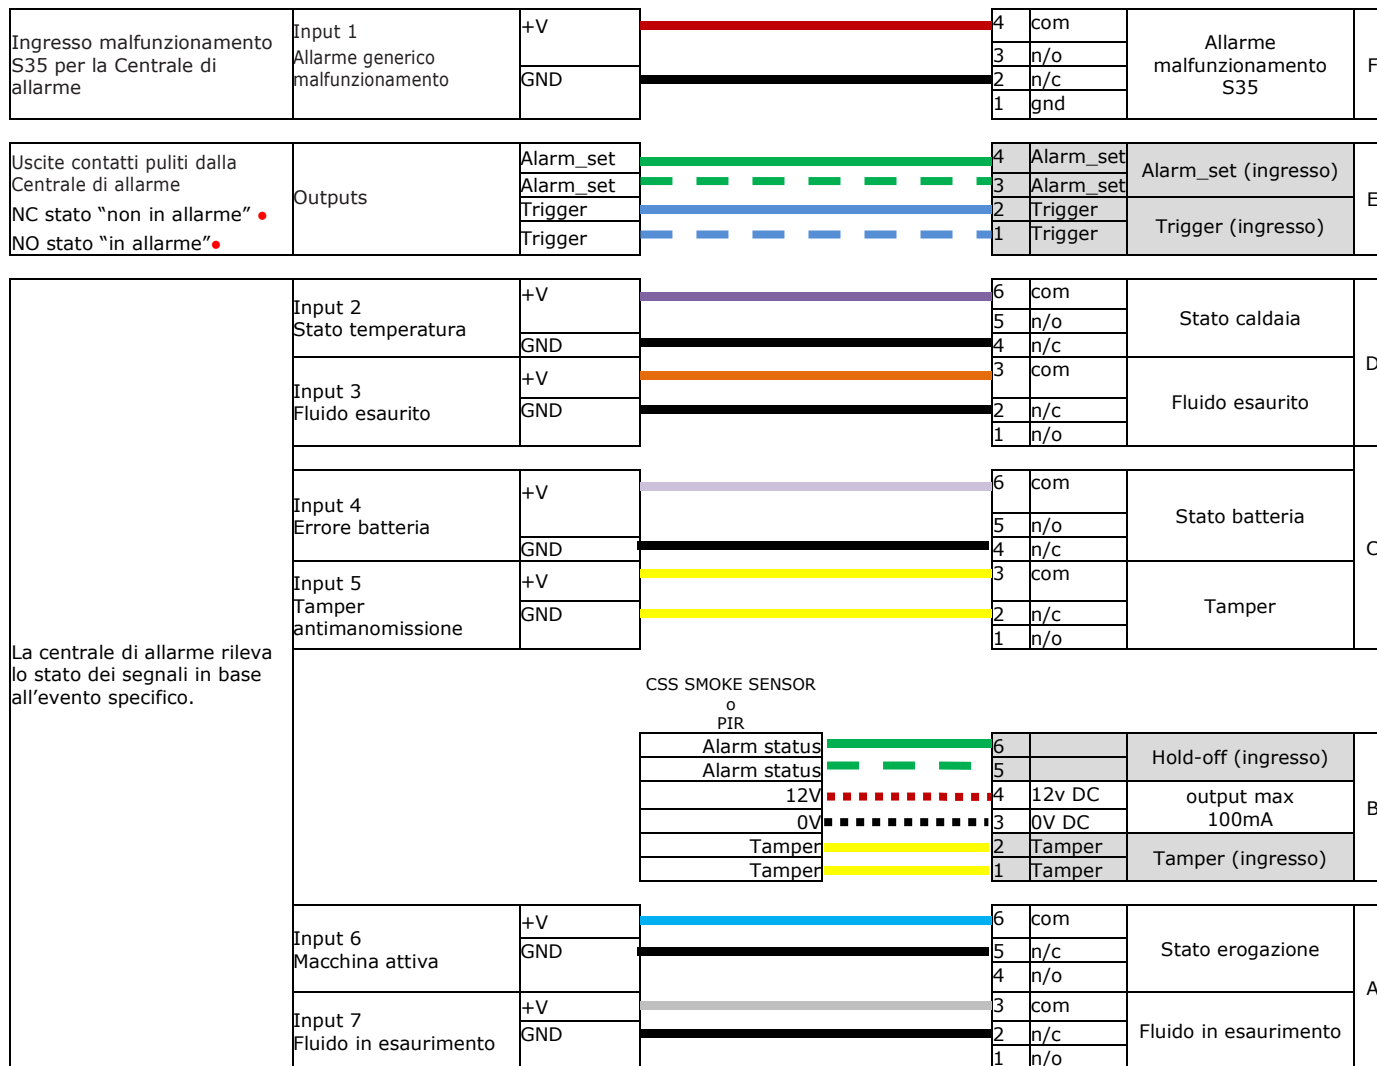 Ingresso malfunzionamento
S35 per la Centrale di
allarme
Input 1
Allarme generico
malfunzionamento
+V
GND
4 com
3 n/o
2 n/c
1 gnd
Allarme
malfunzionamento
S35
F
Uscite contatti puliti dalla
Centrale di allarme
NC stato “non in allarme” •
NO stato “in allarme”•
Outputs
Alarm_set
Alarm_set
Trigger
Trigger
4 Alarm_set
3 Alarm_set
2 Trigger
1 Trigger
Alarm_set (ingresso)
Trigger (ingresso)
E
La centrale di allarme rileva
lo stato dei segnali in base
all’evento specifico.
Input 2
Stato temperatura
+V
GND
6 com
5 n/o
4 n/c
Stato caldaia
D
Input 3
Fluido esaurito
+V
GND
3 com
2 n/c
1 n/o
Fluido esaurito
Input 4
Errore batteria
+V
GND
6 com
5 n/o
4 n/c
Stato batteria
C
Input 5
Tamper
antimanomissione
+V
GND
3 com
2 n/c
1 n/o
Tamper
CSS SMOKE SENSOR
o
PIR
Alarm status
Alarm status
12V
0V
Tamper
Tamper
6
5
4 12v DC
3 0V DC
2 Tamper
1 Tamper
Hold-off (ingresso)
output max
100mA
Tamper (ingresso)
B
Input 6
Macchina attiva
+V
GND
6 com
5 n/c
4 n/o
Stato erogazione
A
Input 7
Fluido in esaurimento
+V
GND
3 com
2 n/c
1 n/o
Fluido in esaurimento